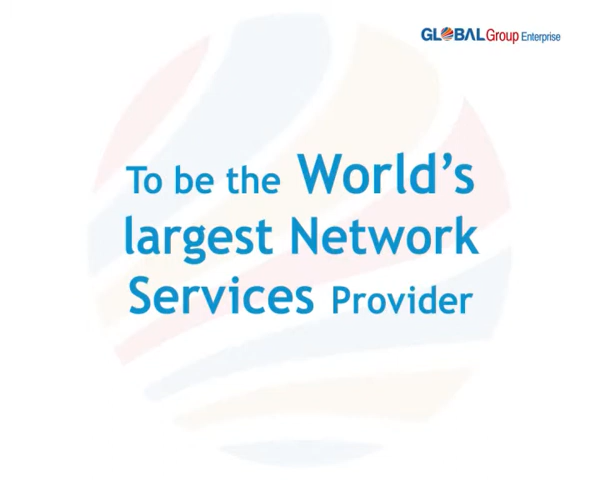 GLOBAL Group Enterprise
To be the World's
largest Network
Services Provider